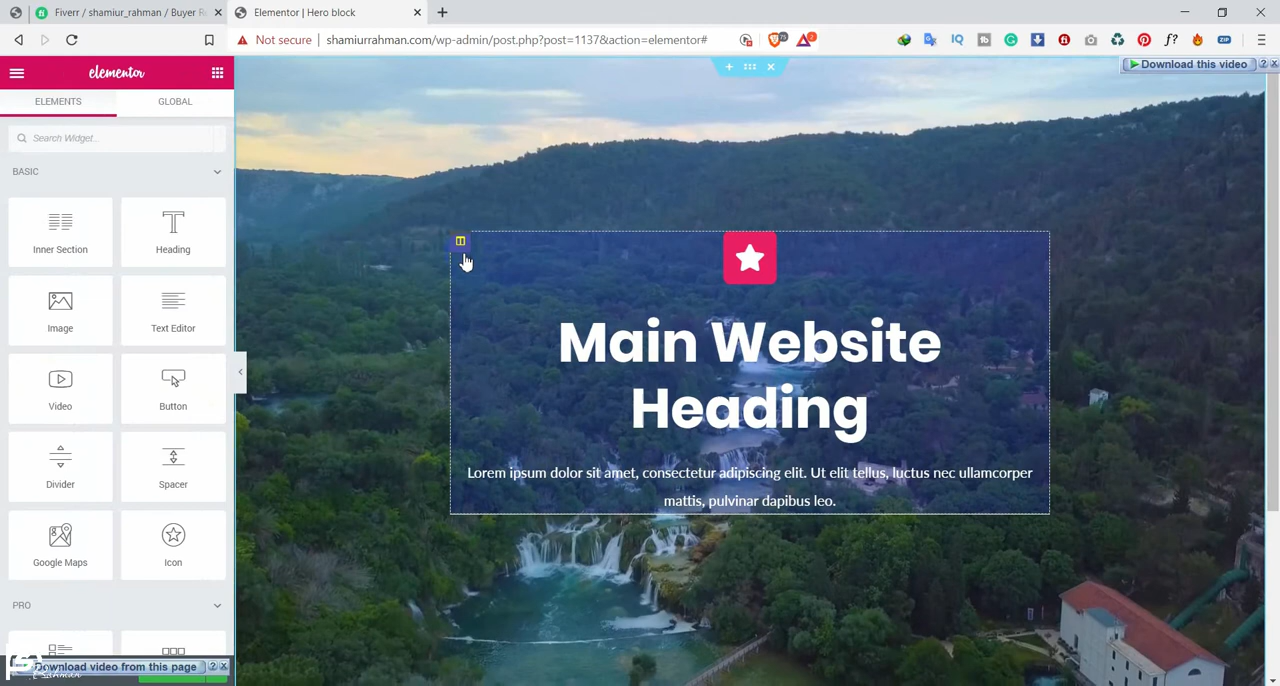 Fiverr / shamiur_rahman / Buyer Re
Elementor | Hero block
Not secure
shamiurrahman.com/wp-admin/post.php?post=1137&action=elementor#
elementor
Download this video
ELEMENTS
GLOBAL
Search Widget...
BASIC
Inner Section
Heading
Image
Text Editor
Video
Button
Divider
Spacer
Google Maps
Icon
PRO
Download video from this page
Main Website
Heading
Lorem ipsum dolor sit amet, consectetur adipiscing elit. Ut elit tellus, luctus nec ullamcorper
mattis, pulvinar dapibus leo.